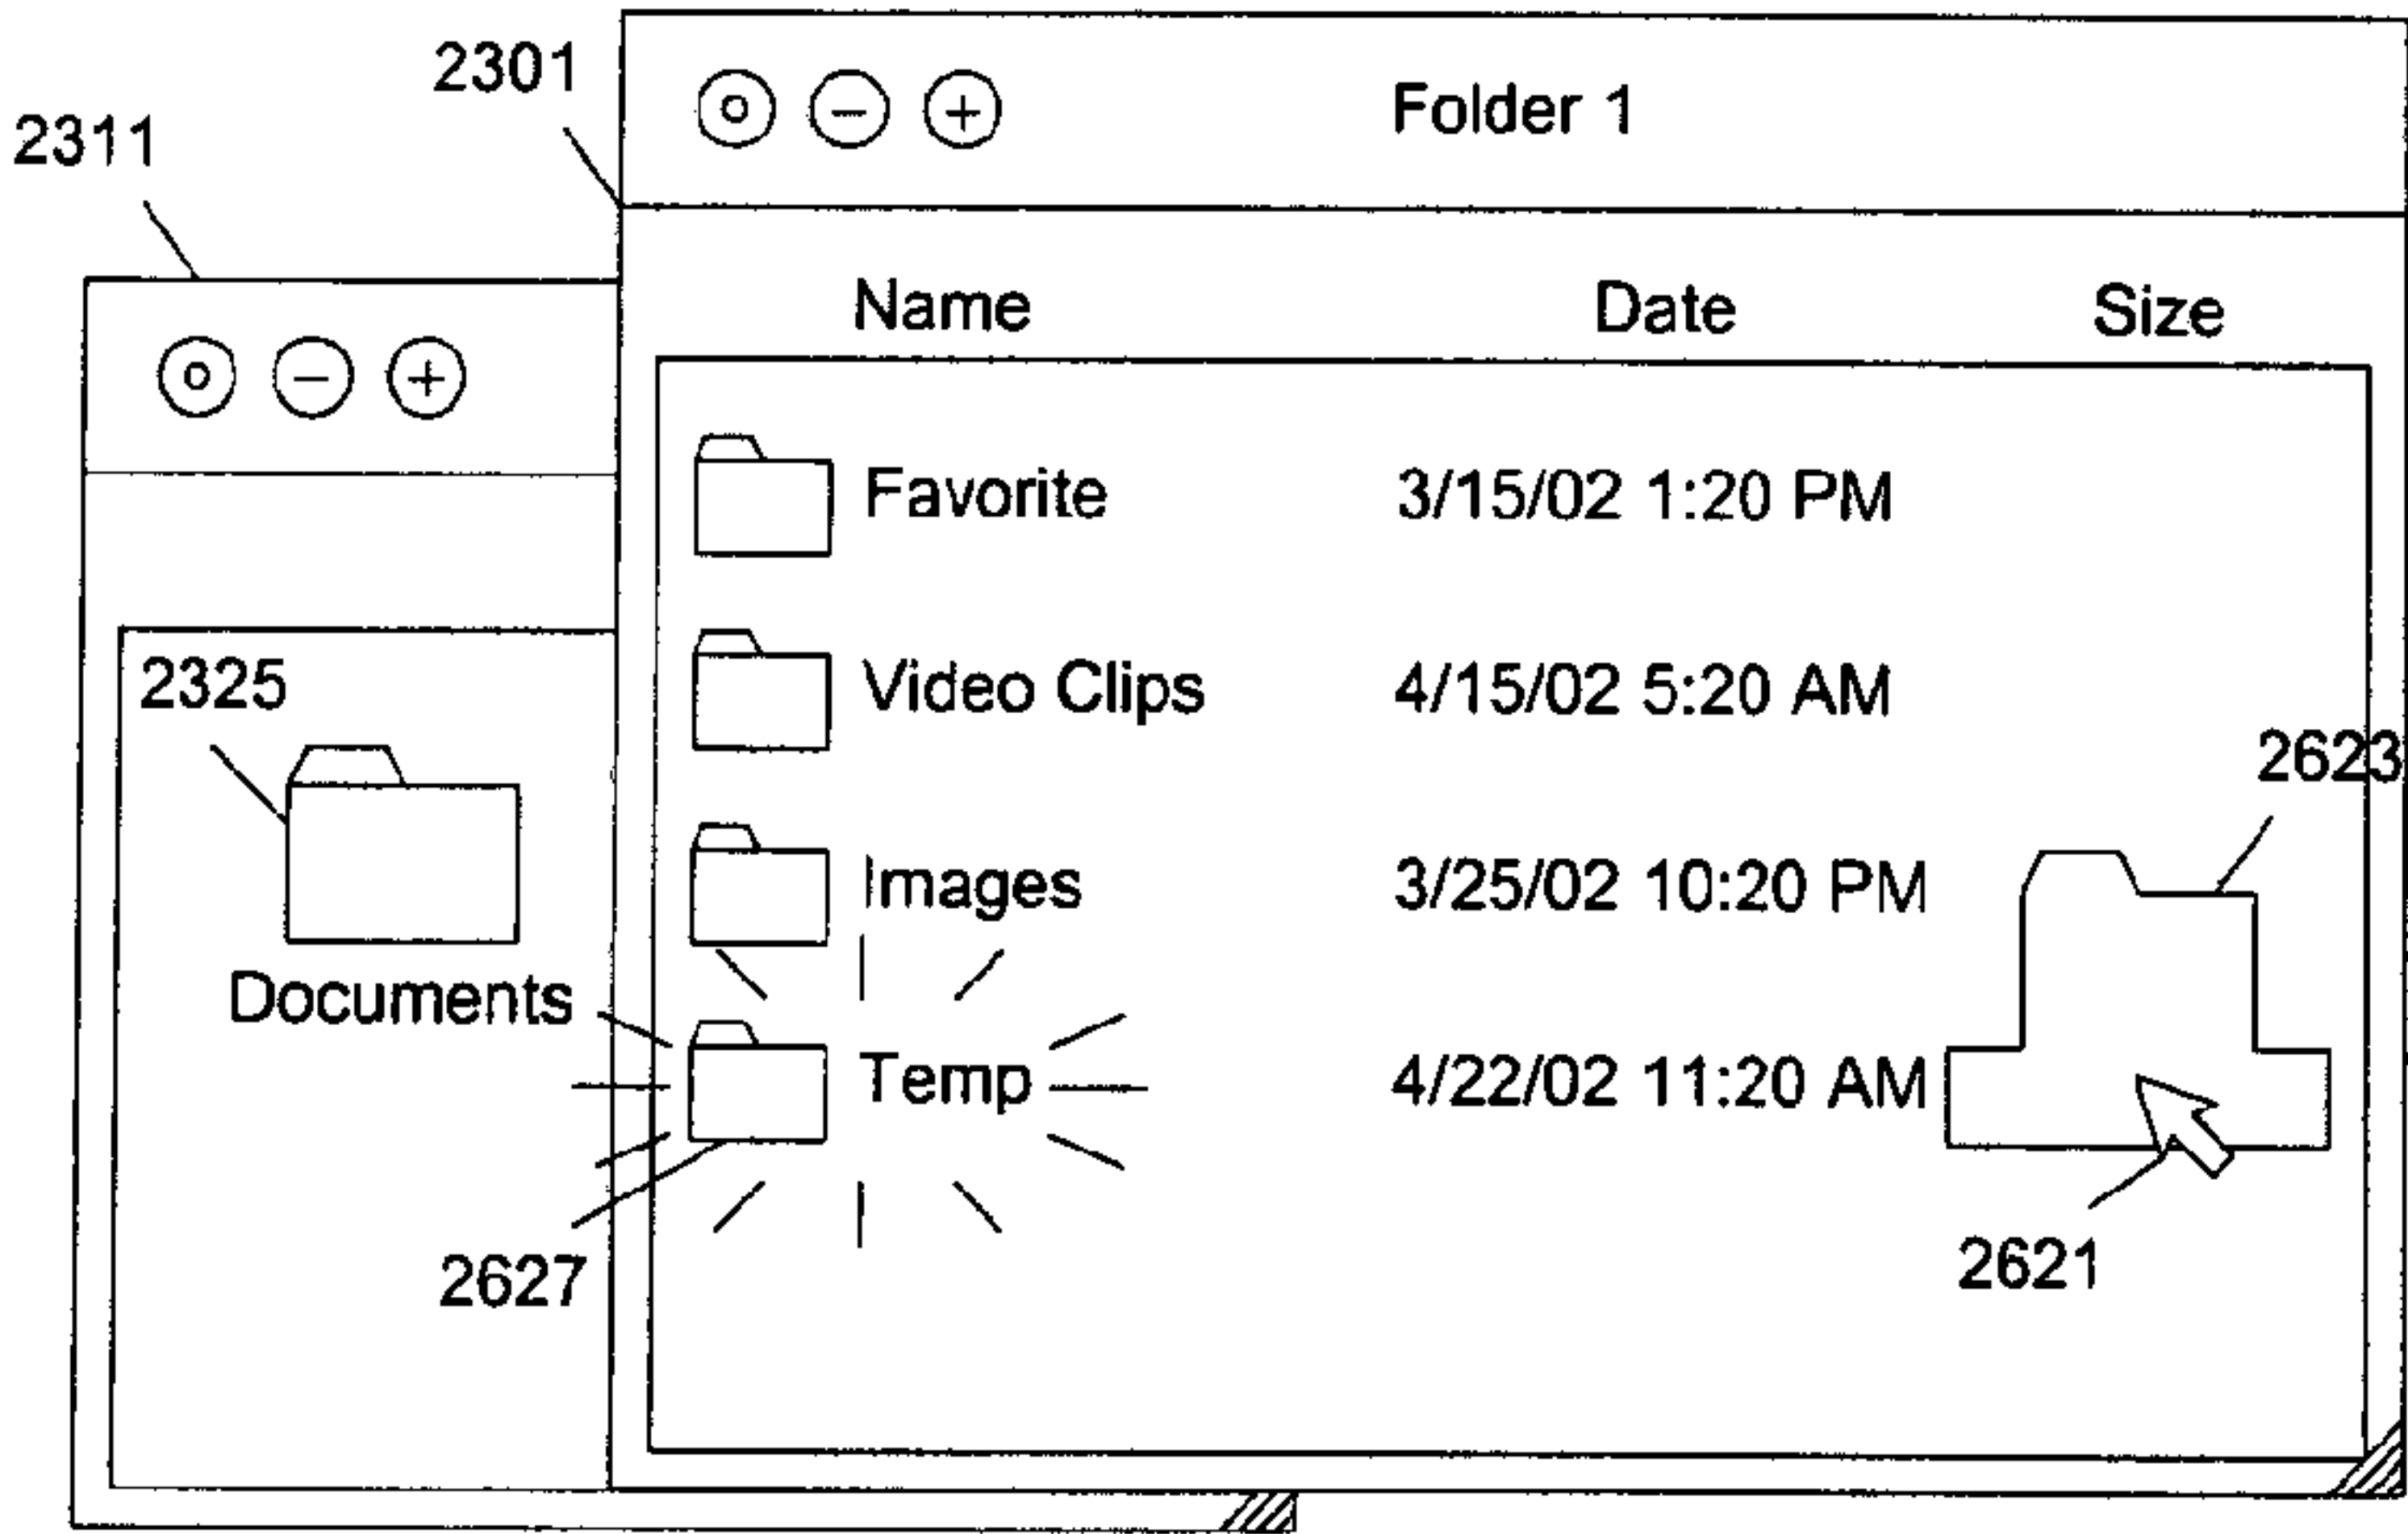 2301
Folder 1
2311
Name Date Size
Favorite 3/15/02 1:20 PM
2325
Video Clips 4/15/02 5:20 AM
2623
Images 3/25/02 10:20 PM
Documents
Temp 4/22/02 11:20 AM
2627
2621